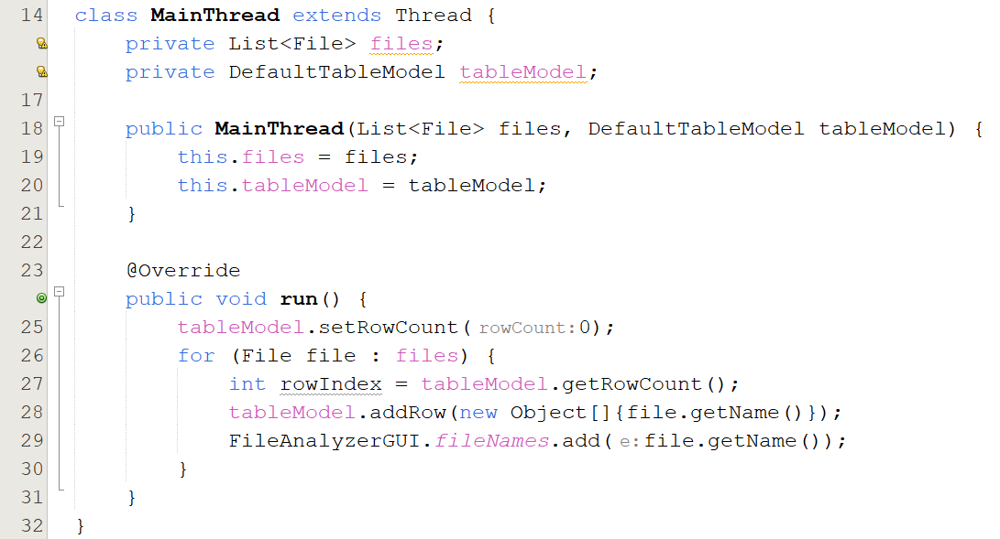 14 class MainThread extends Thread {
private List<File> files;
private DefaultTableModel tableModel;
17
18 public MainThread(List<File> files, DefaultTableModel tableModel) {
19 this.files = files;
20 this.tableModel = tableModel;
21 }
22
23 @Override
public void run() {
25 tableModel.setRowCount(rowCount:0);
26 for (File file : files) {
27 int rowIndex = tableModel.getRowCount();
28 tableModel.addRow(new Object[]{file.getName()});
29 FileAnalyzerGUI.fileNames.add(e:file.getName());
30 }
31 }
32 }